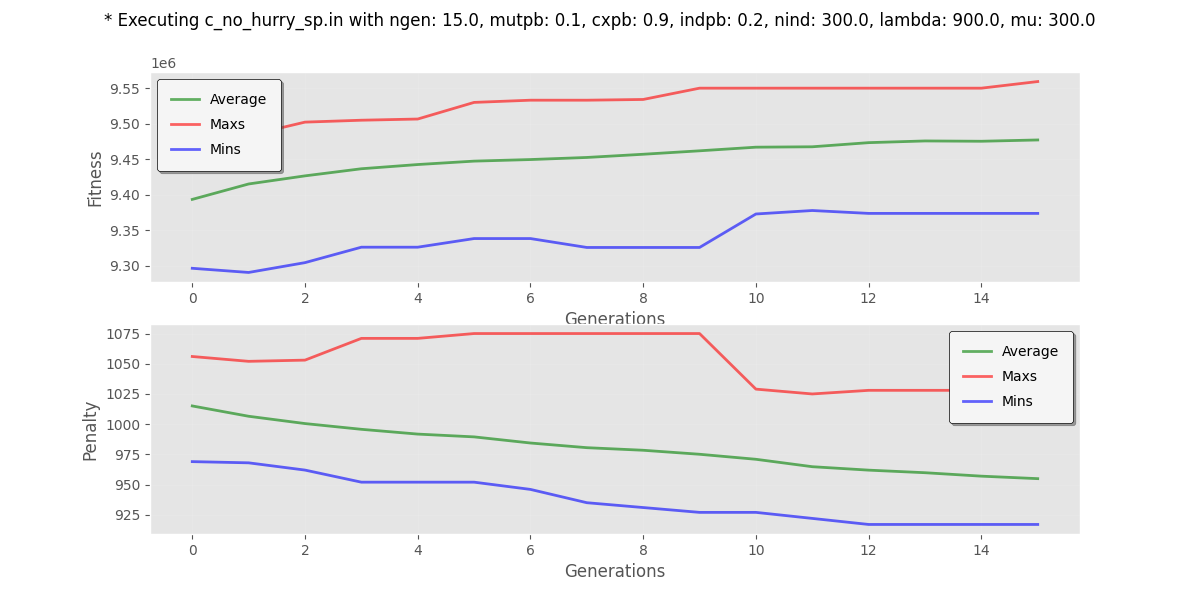 * Executing c_no_hurry_sp.in with ngen: 15.0, mutpb: 0.1, cxpb: 0.9, indpb: 0.2, nind: 300.0, lambda: 900.0, mu: 300.0
1e6
9.55
9.50
9.45
9.40
9.35
9.30
Fitness
Average
Maxs
Mins
0 2 4 6 8 10 12 14
Generations
1075
1050
1025
1000
975
950
925
Penalty
Average
Maxs
Mins
0 2 4 6 8 10 12 14
Generations